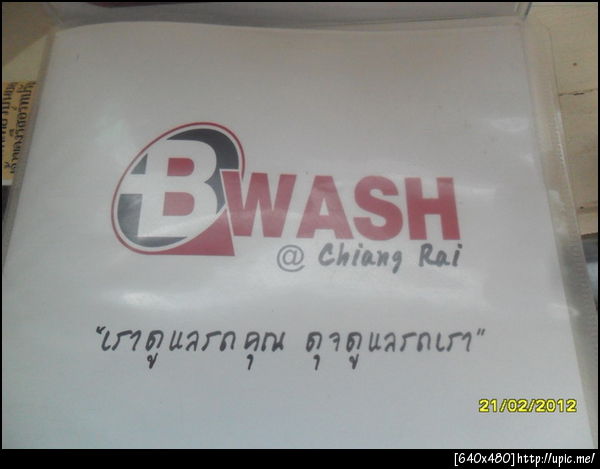 BWASH
@ Chiang Rai
"เราดูแลรถคุณ ดุจดูแลรถเรา"
21/02/2012
[640x480]http://upic.me/